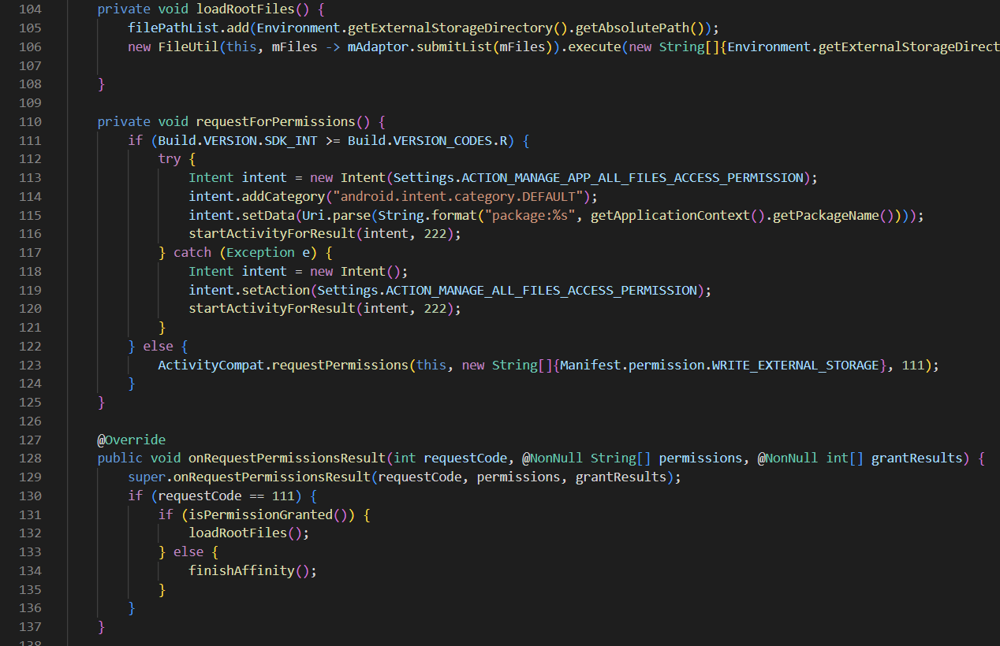 104 private void loadRootFiles() {
105 filePathList.add(Environment.getExternalStorageDirectory().getAbsolutePath());
106 new FileUtil(this, mFiles -> mAdaptor.submitList(mFiles)).execute(new String[]{Environment.getExternalStorageDirect
107
108 }
109
110 private void requestForPermissions() {
111 if (Build.VERSION.SDK_INT >= Build.VERSION_CODES.R) {
112 try {
113 Intent intent = new Intent(Settings.ACTION_MANAGE_APP_ALL_FILES_ACCESS_PERMISSION);
114 intent.addCategory("android.intent.category.DEFAULT");
115 intent.setData(Uri.parse(String.format("package:%s", getApplicationContext().getPackageName())));
116 startActivityForResult(intent, 222);
117 } catch (Exception e) {
118 Intent intent = new Intent();
119 intent.setAction(Settings.ACTION_MANAGE_ALL_FILES_ACCESS_PERMISSION);
120 startActivityForResult(intent, 222);
121 }
122 } else {
123 ActivityCompat.requestPermissions(this, new String[]{Manifest.permission.WRITE_EXTERNAL_STORAGE}, 111);
124 }
125 }
126
127 @Override
128 public void onRequestPermissionsResult(int requestCode, @NonNull String[] permissions, @NonNull int[] grantResults) {
129 super.onRequestPermissionsResult(requestCode, permissions, grantResults);
130 if (requestCode == 111) {
131 if (isPermissionGranted()) {
132 loadRootFiles();
133 } else {
134 finishAffinity();
135 }
136 }
137 }
138